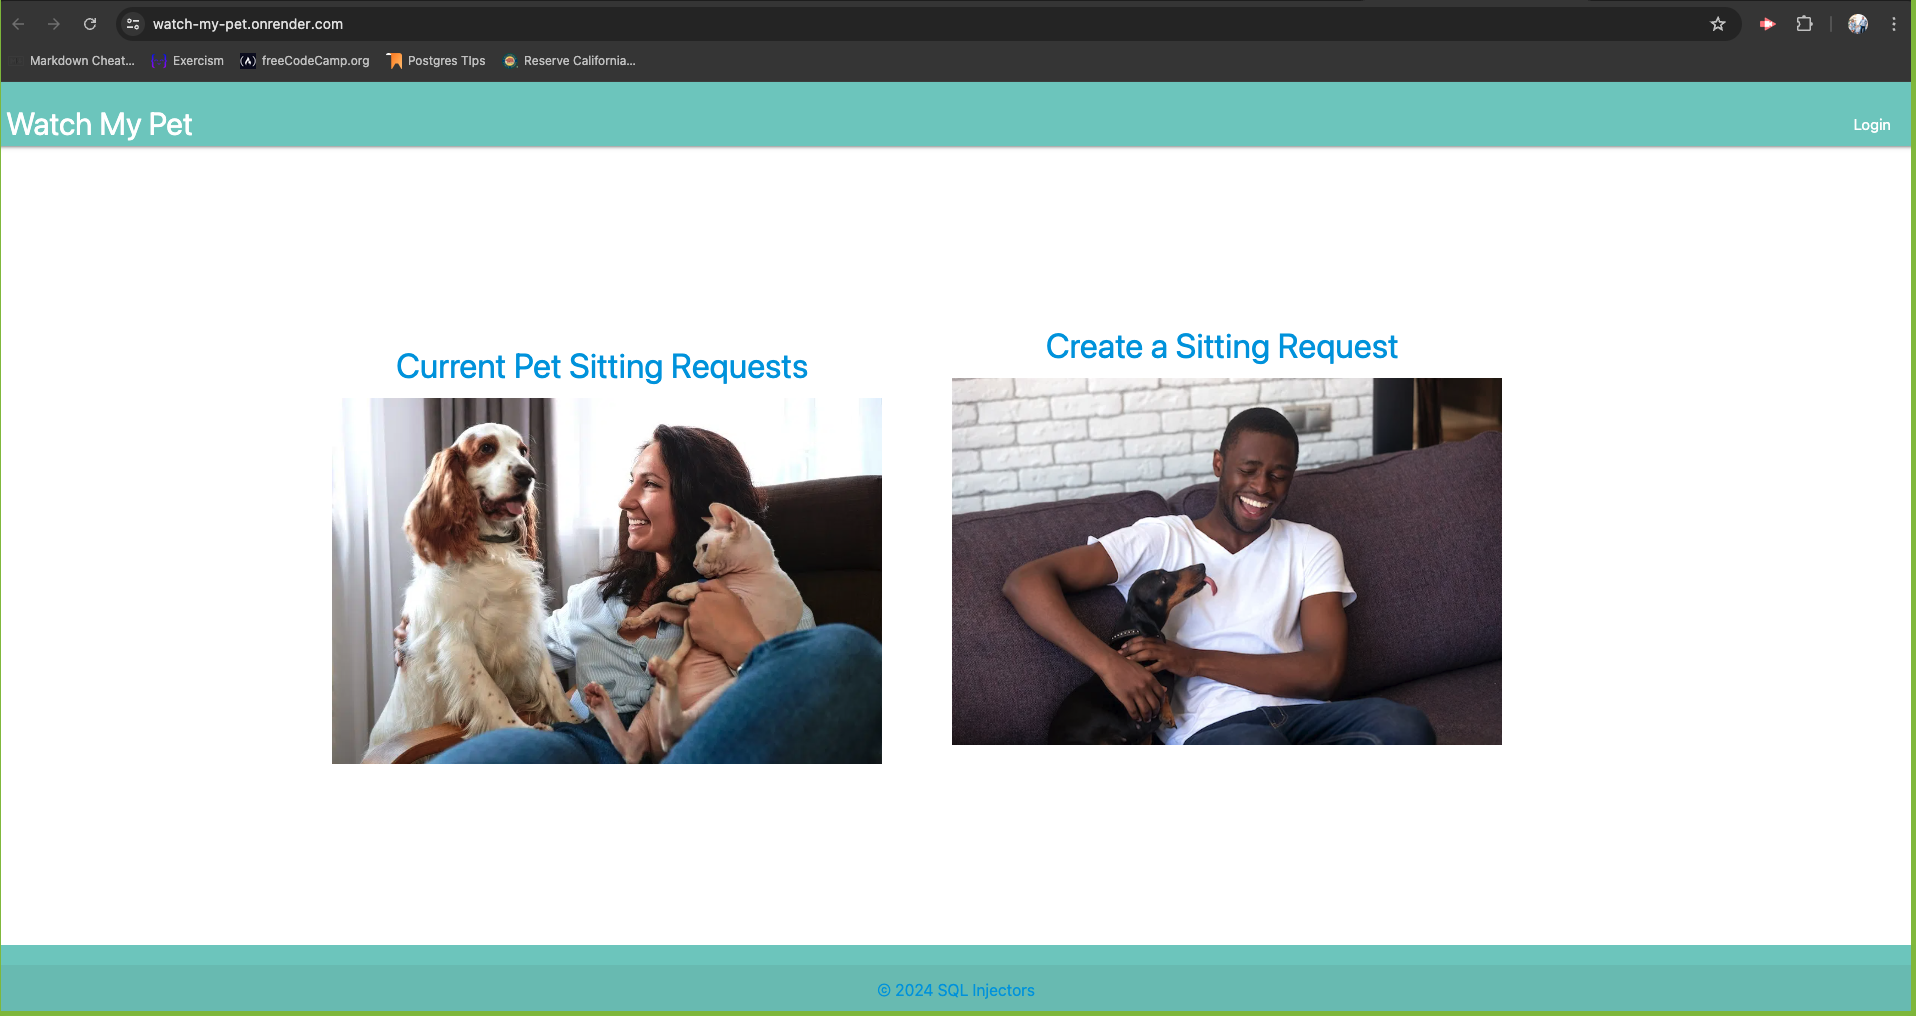 watch-my-pet.onrender.com
Markdown Cheat... Exercism freeCodeCamp.org Postgres TIps Reserve California...
Watch My Pet
Login
Current Pet Sitting Requests
Create a Sitting Request
© 2024 SQL Injectors